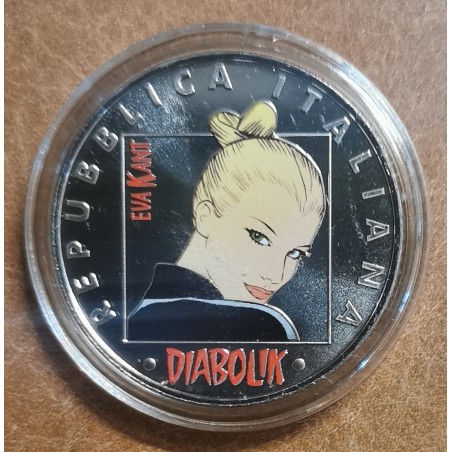 REPUBBLICA ITALIANA
EVA KANT
DIABOLIK